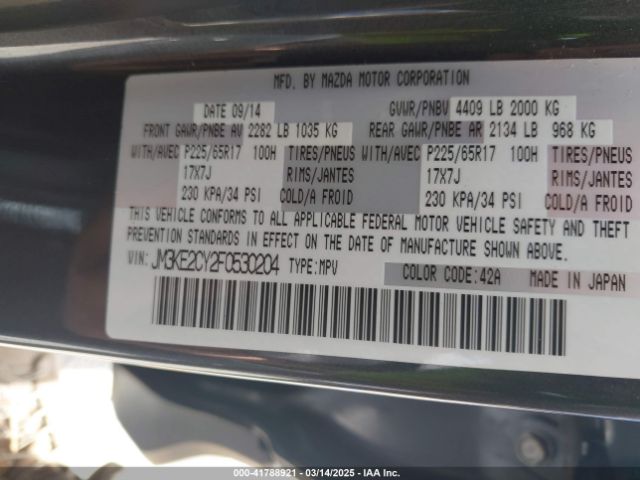 MFD. BY MAZDA MOTOR CORPORATION
DATE 09/14 GVWR/PNBV 4409 LB 2000 KG
FRONT GAWR/PNBE AV 2282 LB 1035 KG REAR GAWR/PNBE AR 2134 LB 968 KG
WITH/AVEC P225/65R17 100H TIRES/PNEUS WITH/AVEC P225/65R17 100H TIRES/PNEUS
17X7J RIMS/JANTES 17X7J RIMS/JANTES
230 KPA/34 PSI COLD/A FROID 230 KPA/34 PSI COLD/A FROID
THIS VEHICLE CONFORMS TO ALL APPLICABLE FEDERAL MOTOR VEHICLE SAFETY AND THEFT
PREVENTION STANDARDS IN EFFECT ON THE DATE OF MANUFACTURE SHOWN ABOVE.
VIN: JM3KE2CY2F0530204 TYPE: MPV COLOR CODE: 42A MADE IN JAPAN
000-41788921 - 03/14/2025 - IAA Inc.